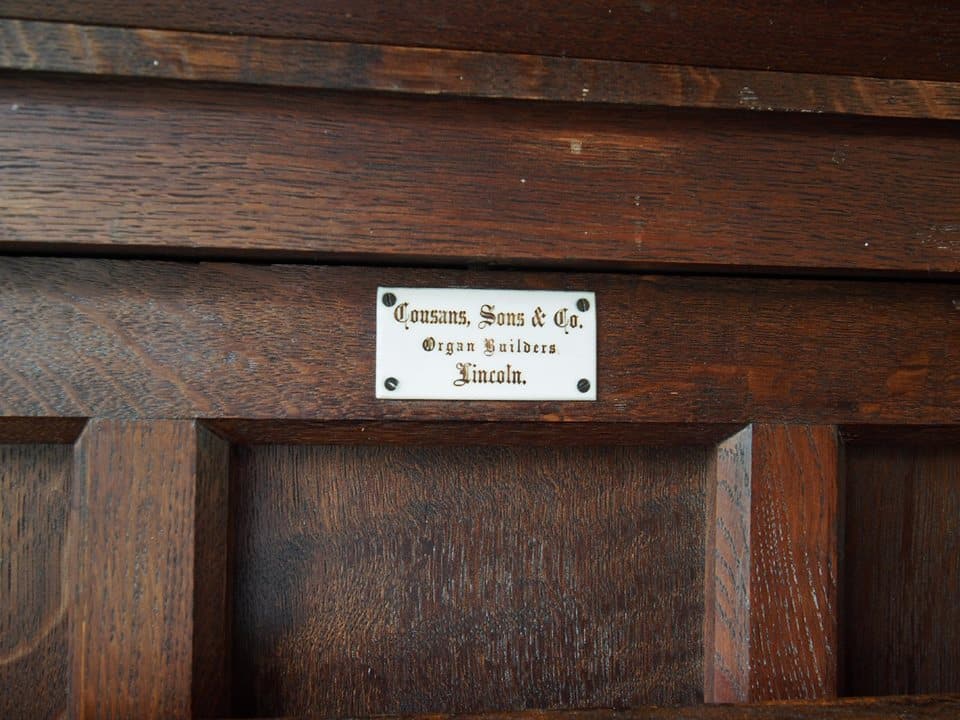 Cousans, Sons & Co.
Organ Builders
Lincoln.